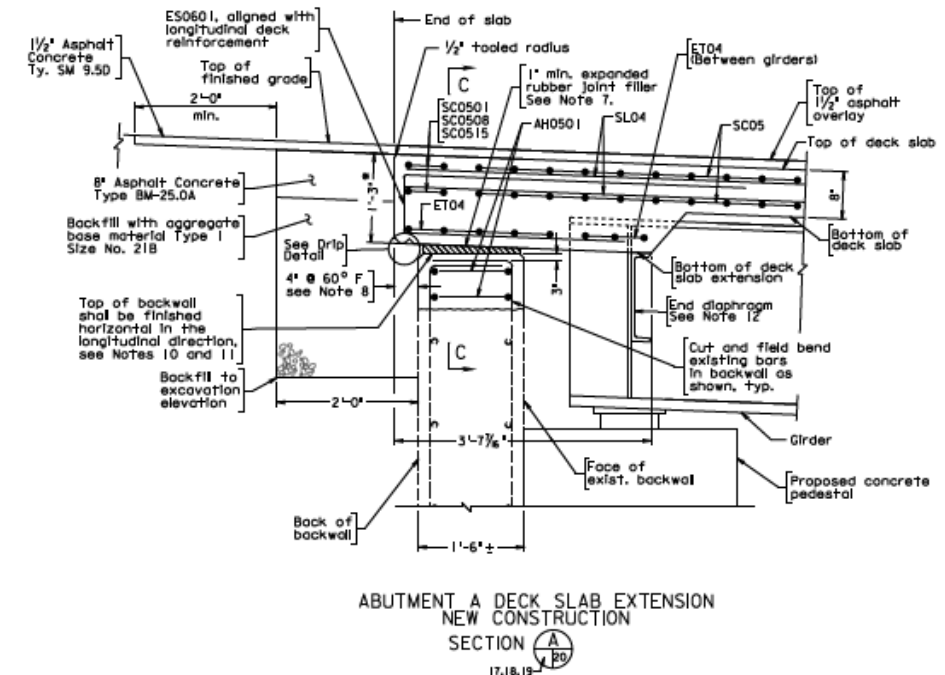 ES0601, aligned with
longitudinal deck
reinforcement
End of slab
1½" Asphalt
Concrete
Ty. SM 9.5D
Top of
finished grade
½" tooled radius
C
1" min. expanded
rubber joint filler
See Note 7.
ET04
(Between girders)
Top of
1½" asphalt
overlay
2'-0"
min.
SC0501
SC0508
SC0515
AH0501
SL04
SC05
Top of deck slab
8" Asphalt Concrete
Type BM-25.0A
1'-3"
8"
Backfill with aggregate
base material Type I
Size No. 21B
ET04
See Drip
Detail
Bottom of
deck slab
4" @ 60° F
see Note 8
3"
Bottom of deck
slab extension
Top of backwall
shall be finished
horizontal in the
longitudinal direction,
see Notes 10 and 11
End diaphragm
See Note 12
C
Cut and field bend
existing bars
in backwall as
shown, typ.
Backfill to
excavation
elevation
2'-0"
3'-7 7/16"
Girder
Face of
exist. backwall
Proposed concrete
pedestal
Back of
backwall
1'-6" ±
ABUTMENT A DECK SLAB EXTENSION
NEW CONSTRUCTION
SECTION A
20
17,18,19